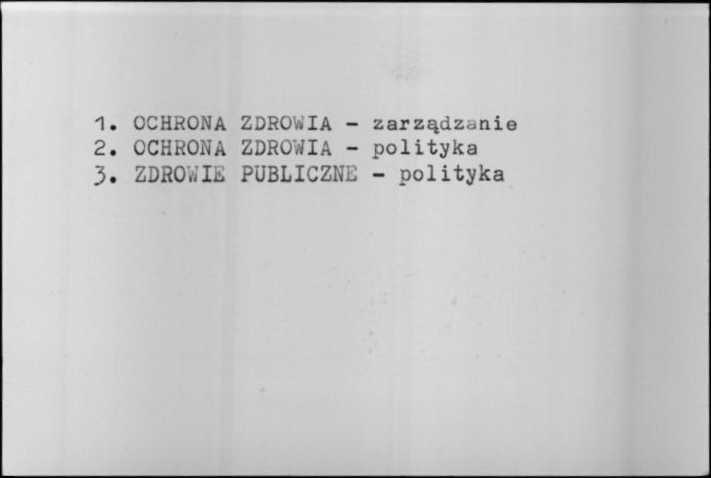 1. OCHRONA ZDROWIA - zarządzanie
2. OCHRONA ZDROWIA - polityka
3. ZDROWIE PUBLICZNE - polityka